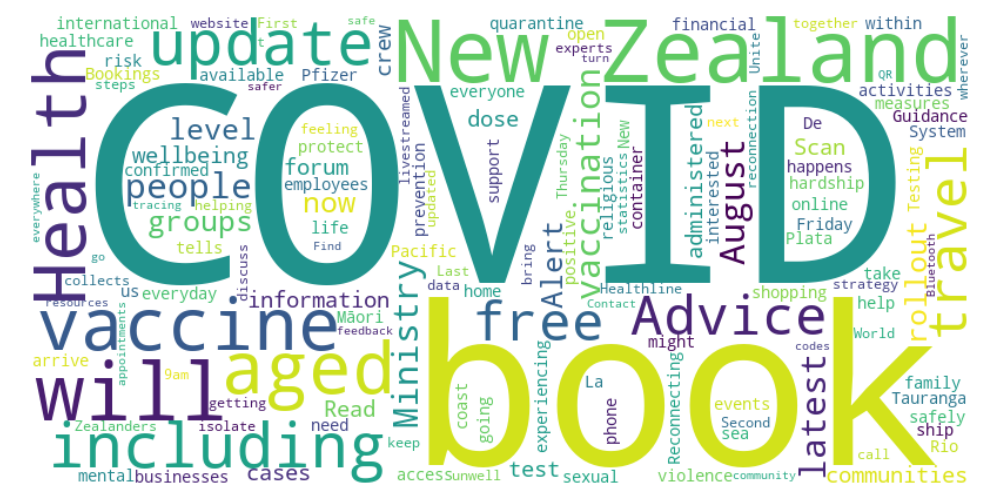 international
website
First
safe
quarantine
financial
together
within
healthcare
update
crew
New Zealand
open
experts
turn
Unite
QR
wherever
risk
t
Bookings
available
Pfizer
steps
safer
everyone
activities
measures
Guidance
System
Health
COVID
level
feeling
protect
dose
livestreamed
vaccination
New
administered
next
reconnection
De
Scan
happens
wellbeing
confirmed
people
forum
employees
now
tracing
helping
prevention
updated
support
Thursday
religious
statistics
container
interested
August
hardship
online
Friday
Plata
Testing
travel
everywhere
groups
life
tells
Find
Pacific
positive
rollout
Bluetooth
go
collects
us
everyday
discuss
Last
data
home
bring
Alert
Healthline
Contact
shopping
take
strategy
resources
information
vaccine
Māori
feedback
Ministry
free
Advice
might
codes
help
World
appointments
arrive
9am
will
aged
book
latest
family
Tauranga
safely
getting
Read
coast
going
experiencing
La
phone
Reconnecting
events
Second
sea
ship
Rio
Zealanders
isolate
need
including
keep
call
mental
businesses
cases
access
unwell
test
sexual
violence
community
communities